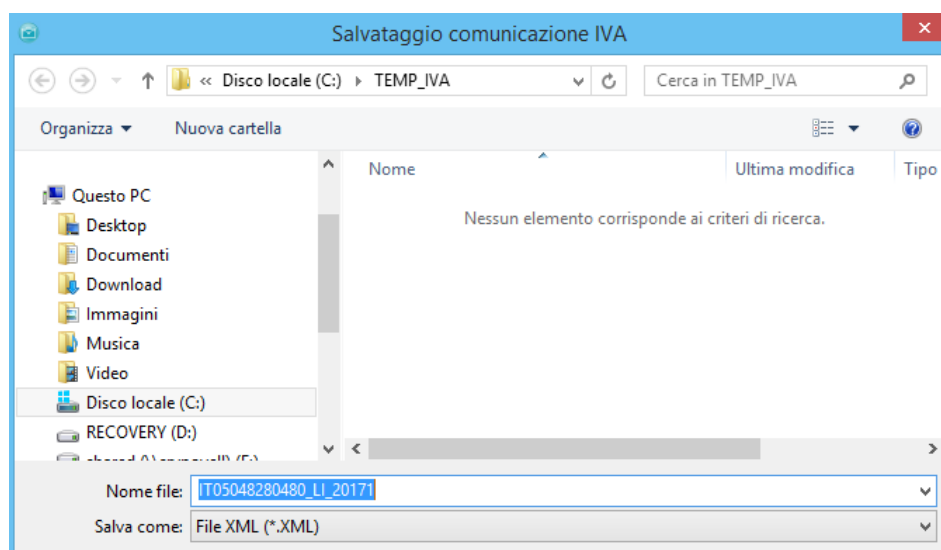 Salvataggio comunicazione IVA
« Disco locale (C:) TEMP_IVA Cerca in TEMP_IVA
Organizza Nuova cartella
Nome Ultima modifica Tipo
Nessun elemento corrisponde ai criteri di ricerca.
Questo PC
Desktop
Documenti
Download
Immagini
Musica
Video
Disco locale (C:)
RECOVERY (D:)
Nome file: IT05048280480_LI_20171
Salva come: File XML (*.XML)